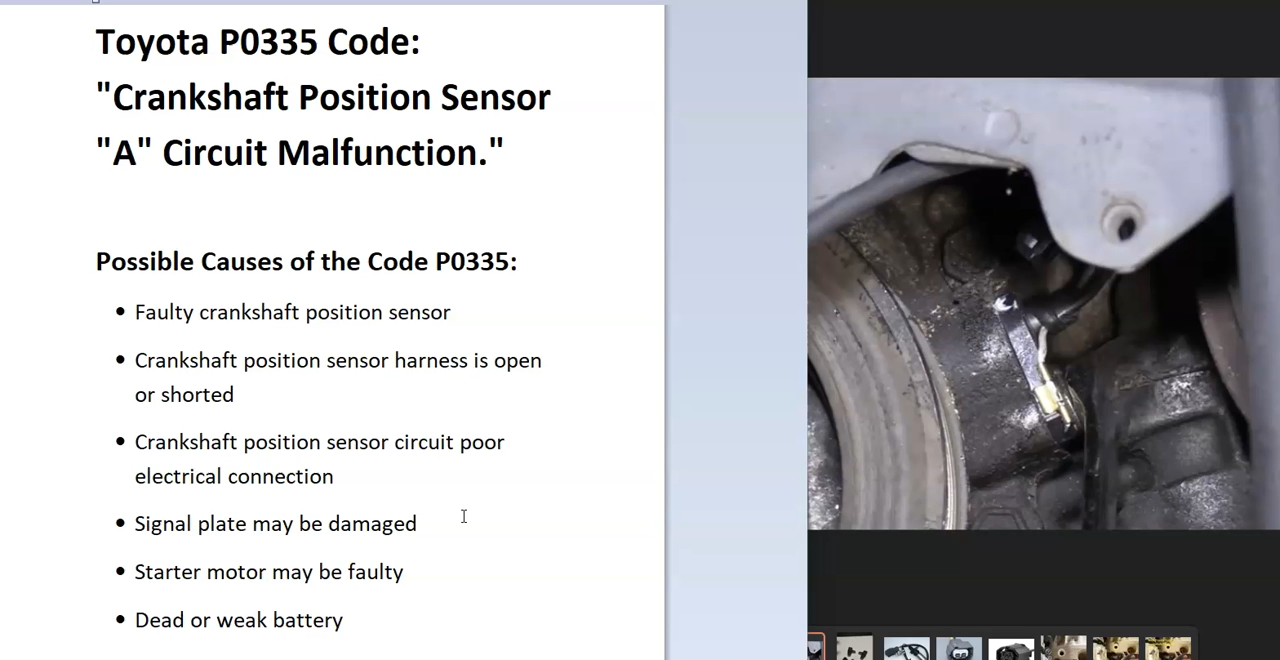 Toyota P0335 Code:
"Crankshaft Position Sensor
"A" Circuit Malfunction."
Possible Causes of the Code P0335:
• Faulty crankshaft position sensor
• Crankshaft position sensor harness is open
or shorted
• Crankshaft position sensor circuit poor
electrical connection
• Signal plate may be damaged
• Starter motor may be faulty
• Dead or weak battery